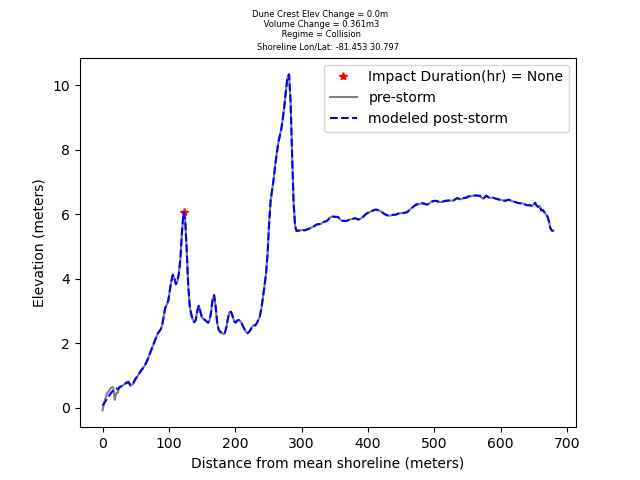 Dune Crest Elev Change = 0.0m
Volume Change = 0.361m3
Regime = Collision
Shoreline Lon/Lat: -81.453 30.797
Impact Duration(hr) = None
pre-storm
modeled post-storm
10
8
6
4
2
0
Elevation (meters)
0 100 200 300 400 500 600 700
Distance from mean shoreline (meters)